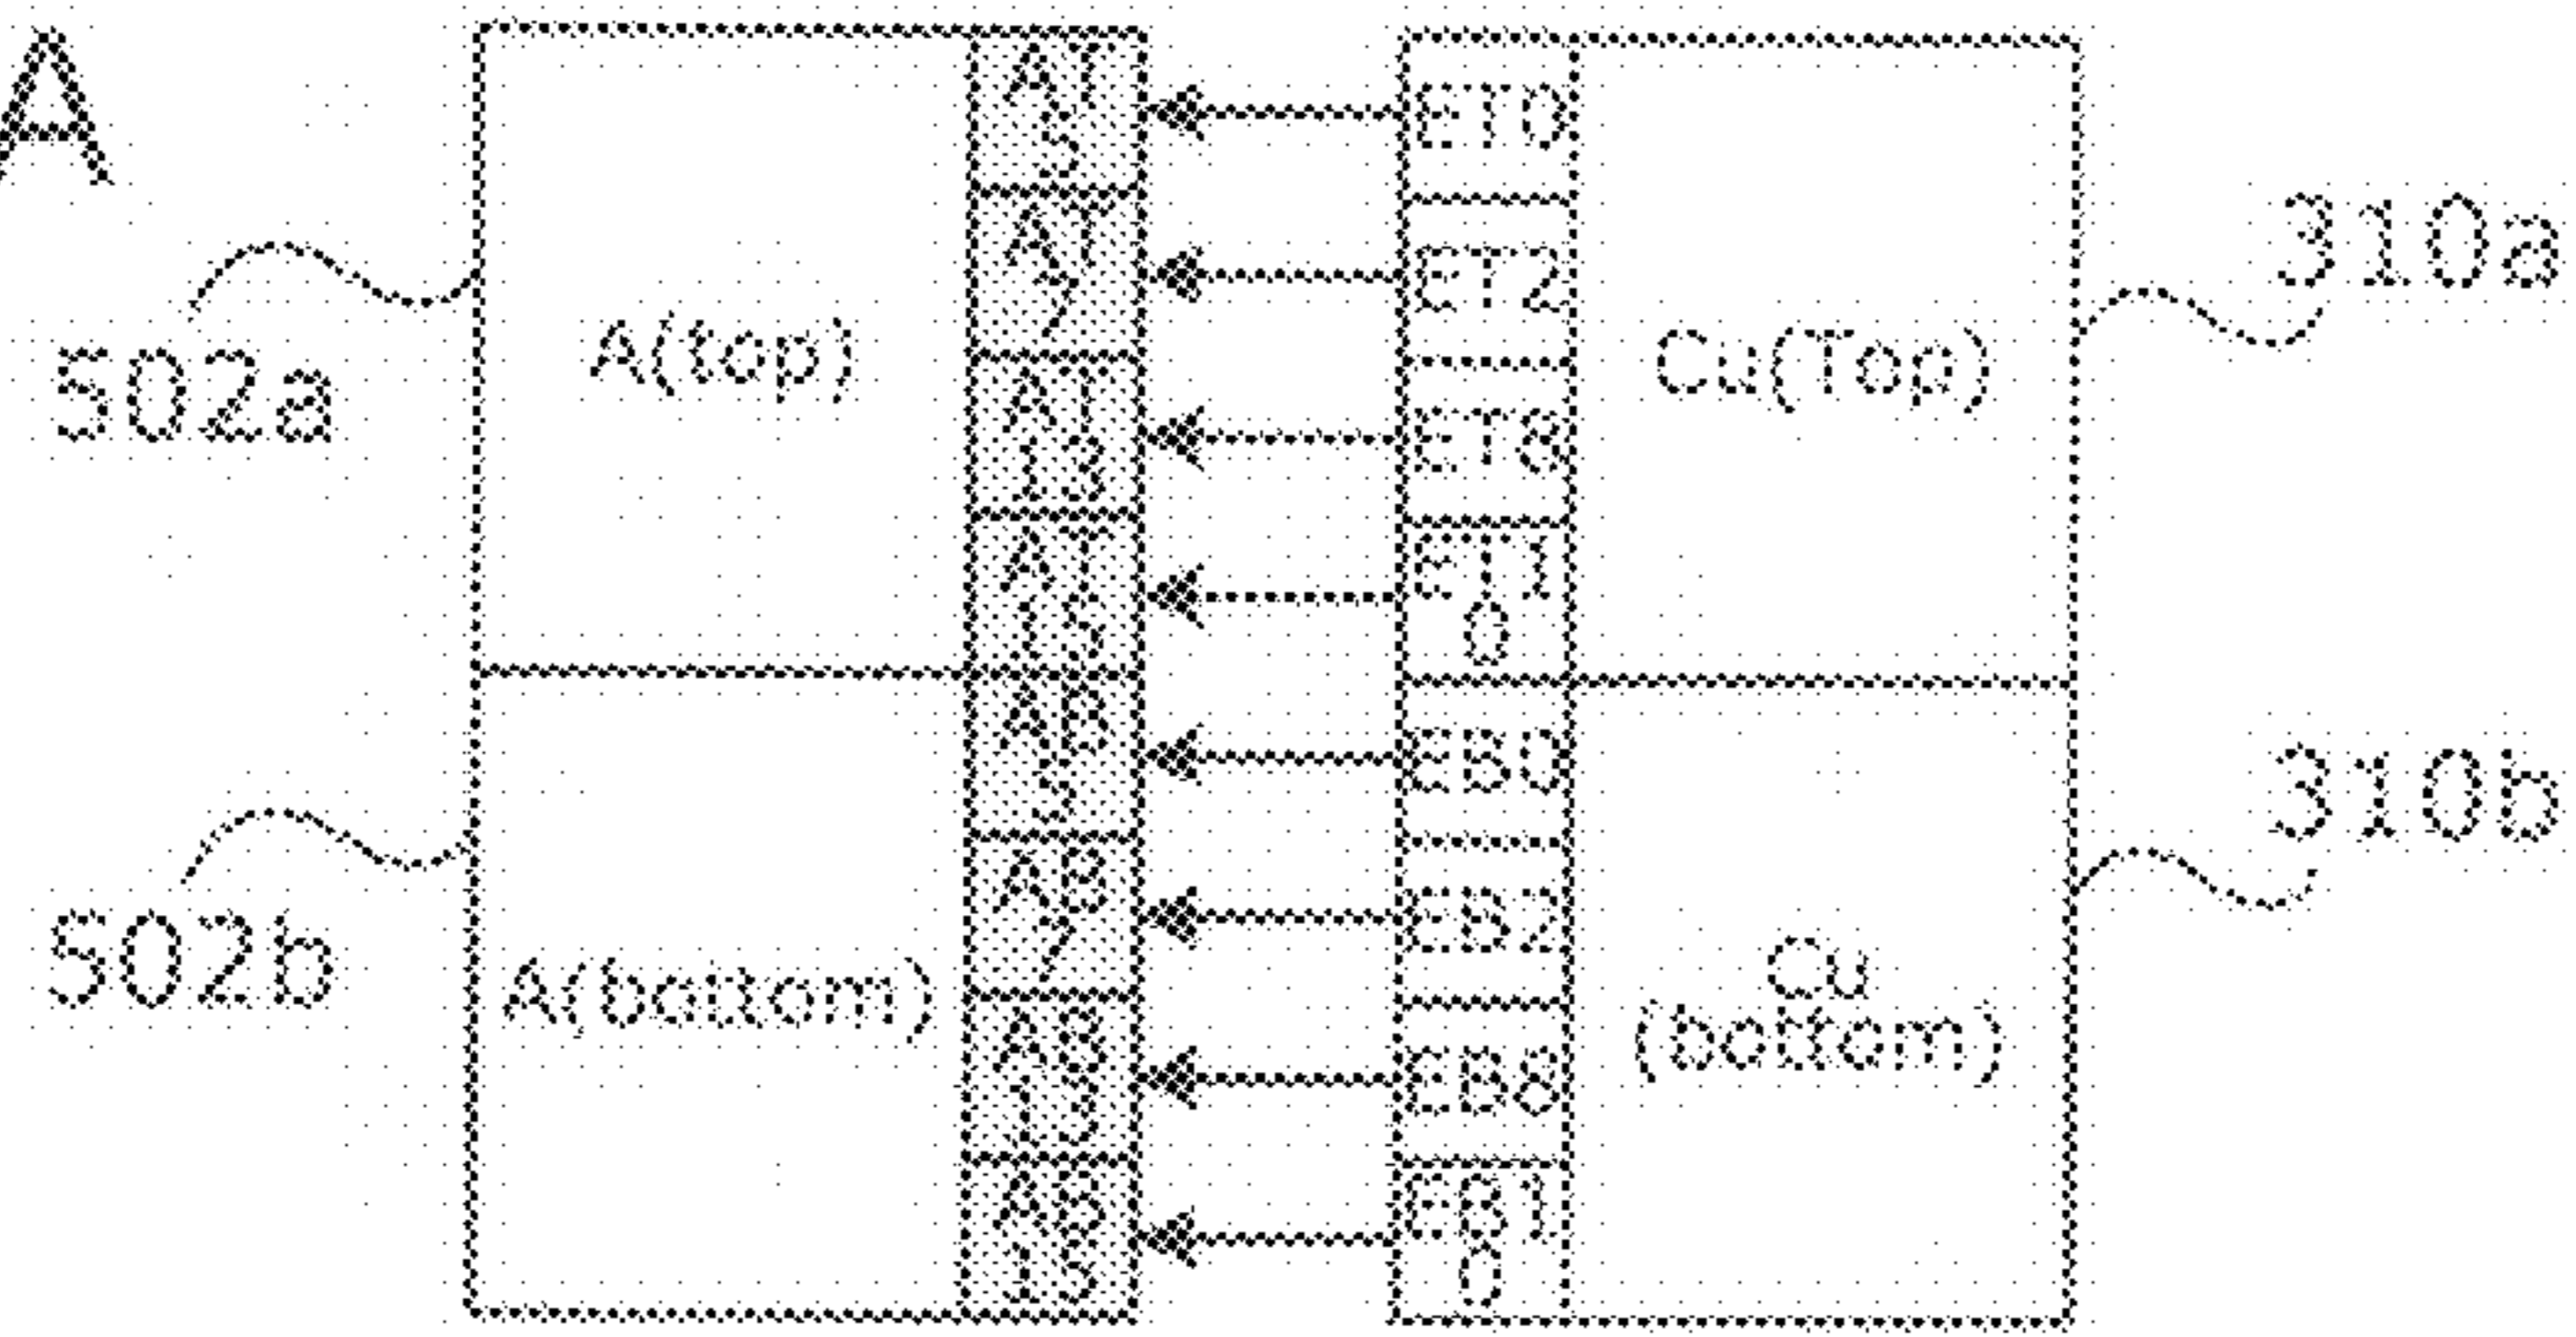 A
502a
A(top)
AT
5
AT
7
AT
13
AT
15
ET0
ET2
ET8
ET1
0
Cu(Top)
310a
502b
A(bottom)
AB
5
AB
7
AB
13
AB
15
EB0
EB2
EB8
EB1
0
Cu
(bottom)
310b